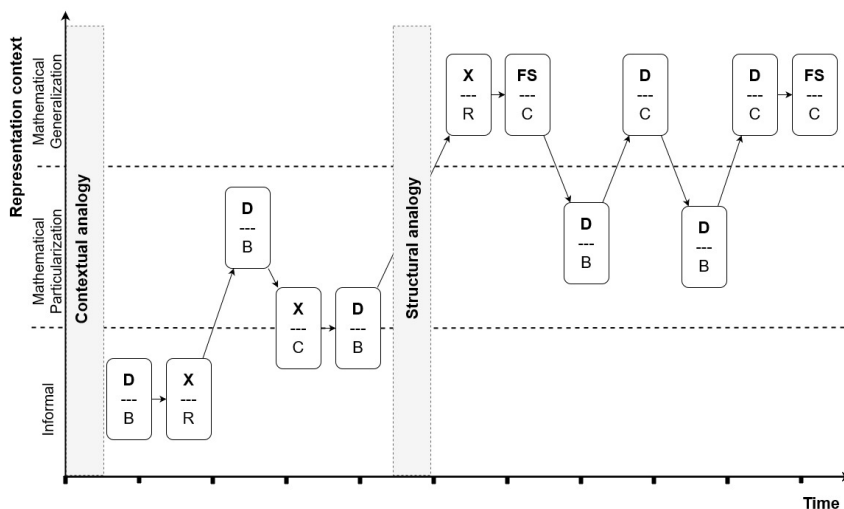 Representation context
Mathematical
Generalization
Mathematical
Particularization
Informal
Contextual analogy
Structural analogy
D
---
B
X
---
R
D
---
B
X
---
C
D
---
B
X
---
R
FS
---
C
D
---
B
D
---
C
D
---
B
D
---
C
FS
---
C
Time